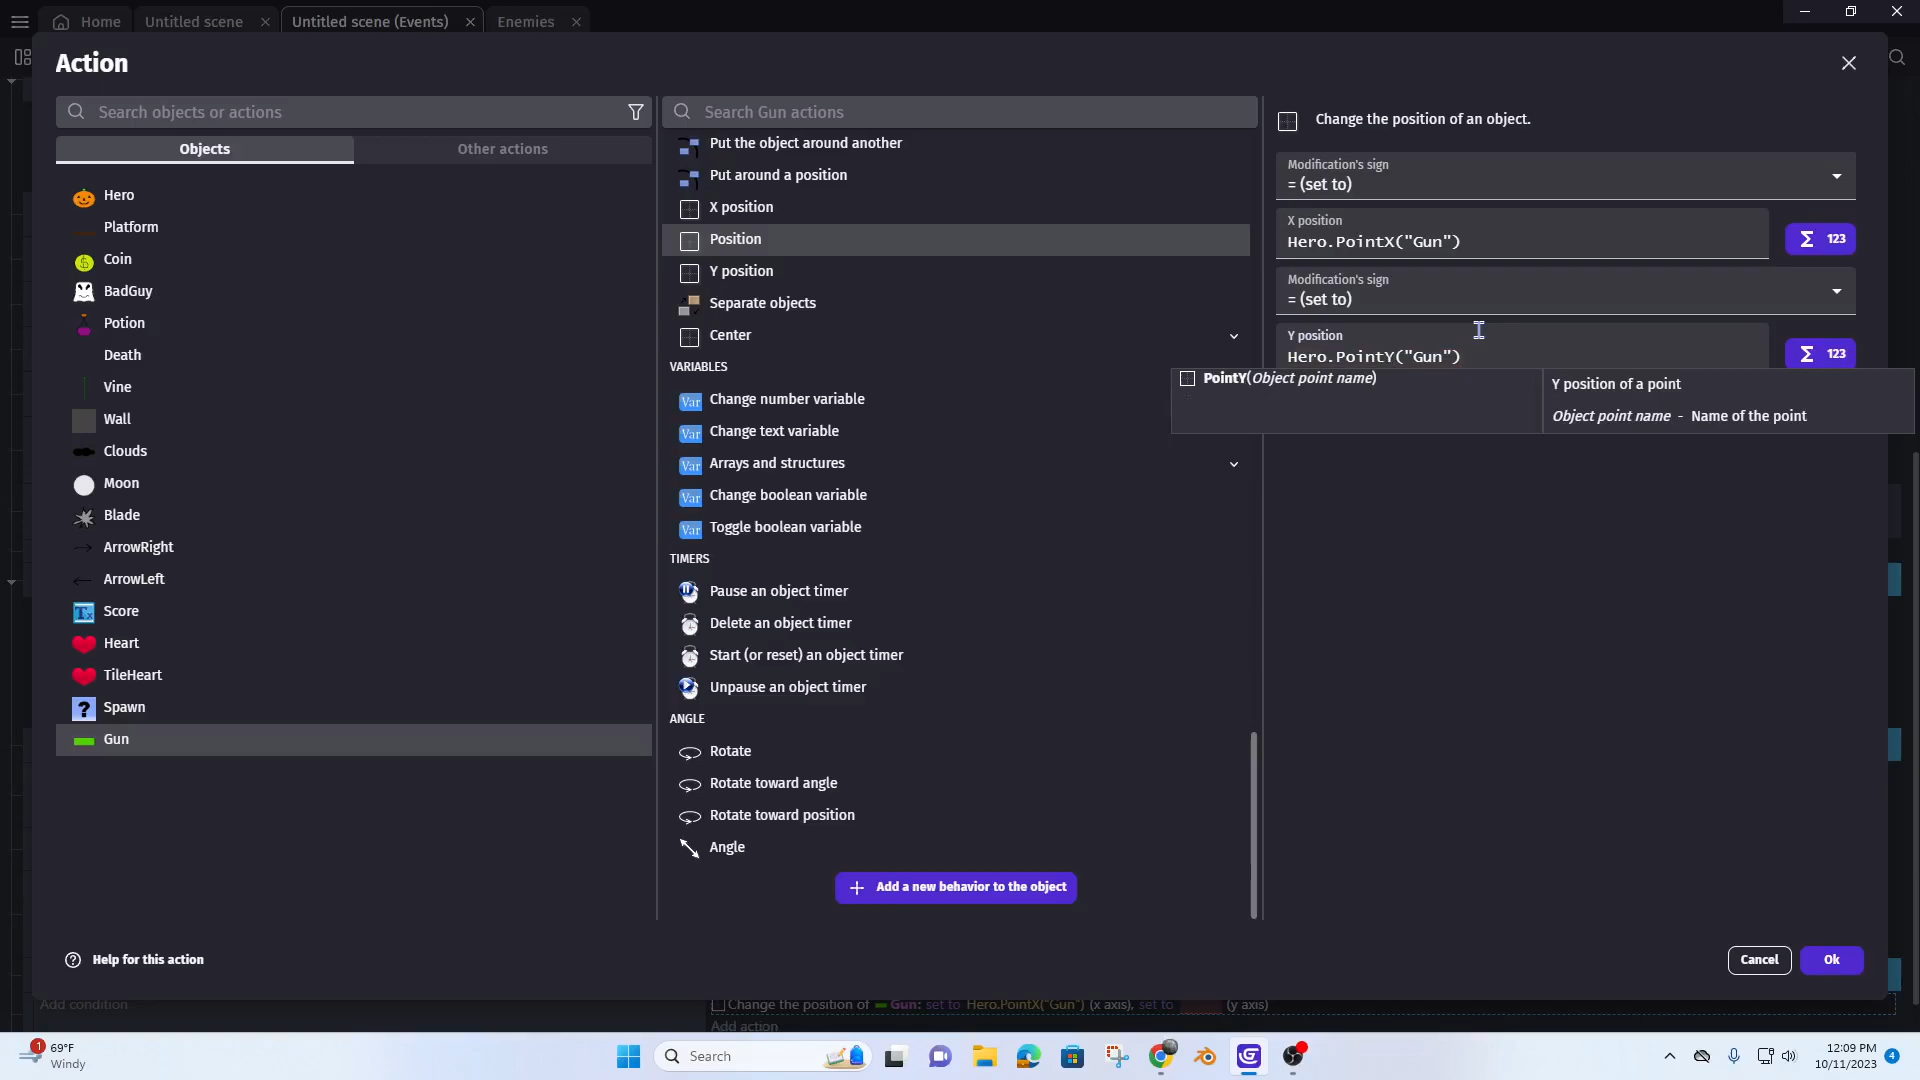 Home
Untitled scene
Untitled scene (Events)
Enemies
Action
Search objects or actions
Objects
Other actions
Hero
Platform
Coin
$
BadGuy
Potion
Death
Vine
Wall
Clouds
Moon
Blade
ArrowRight
ArrowLeft
Score
Heart
TileHeart
? Spawn
Gun
Search Gun actions
Put the object around another
Put around a position
X position
Position
Y position
Separate objects
Center
VARIABLES
Var Change number variable
Var Change text variable
Var Arrays and structures
Var Change boolean variable
Var Toggle boolean variable
TIMERS
Pause an object timer
Delete an object timer
Start (or reset) an object timer
Unpause an object timer
ANGLE
Rotate
Rotate toward angle
Rotate toward position
Angle
Add a new behavior to the object
Change the position of an object.
Modification's sign
= (set to)
X position
Hero.PointX("Gun")
Σ 123
Modification's sign
= (set to)
Y position
Hero.PointY("Gun")
Σ 123
PointY(Object point name)
Y position of a point
Object point name - Name of the point
Help for this action
Cancel
Ok
Add condition
Change the position of Gun: set to Hero.PointX("Gun") (x axis), set to (y axis)
Add action
1
69°F
Windy
Search
12:09 PM
10/11/2023
4